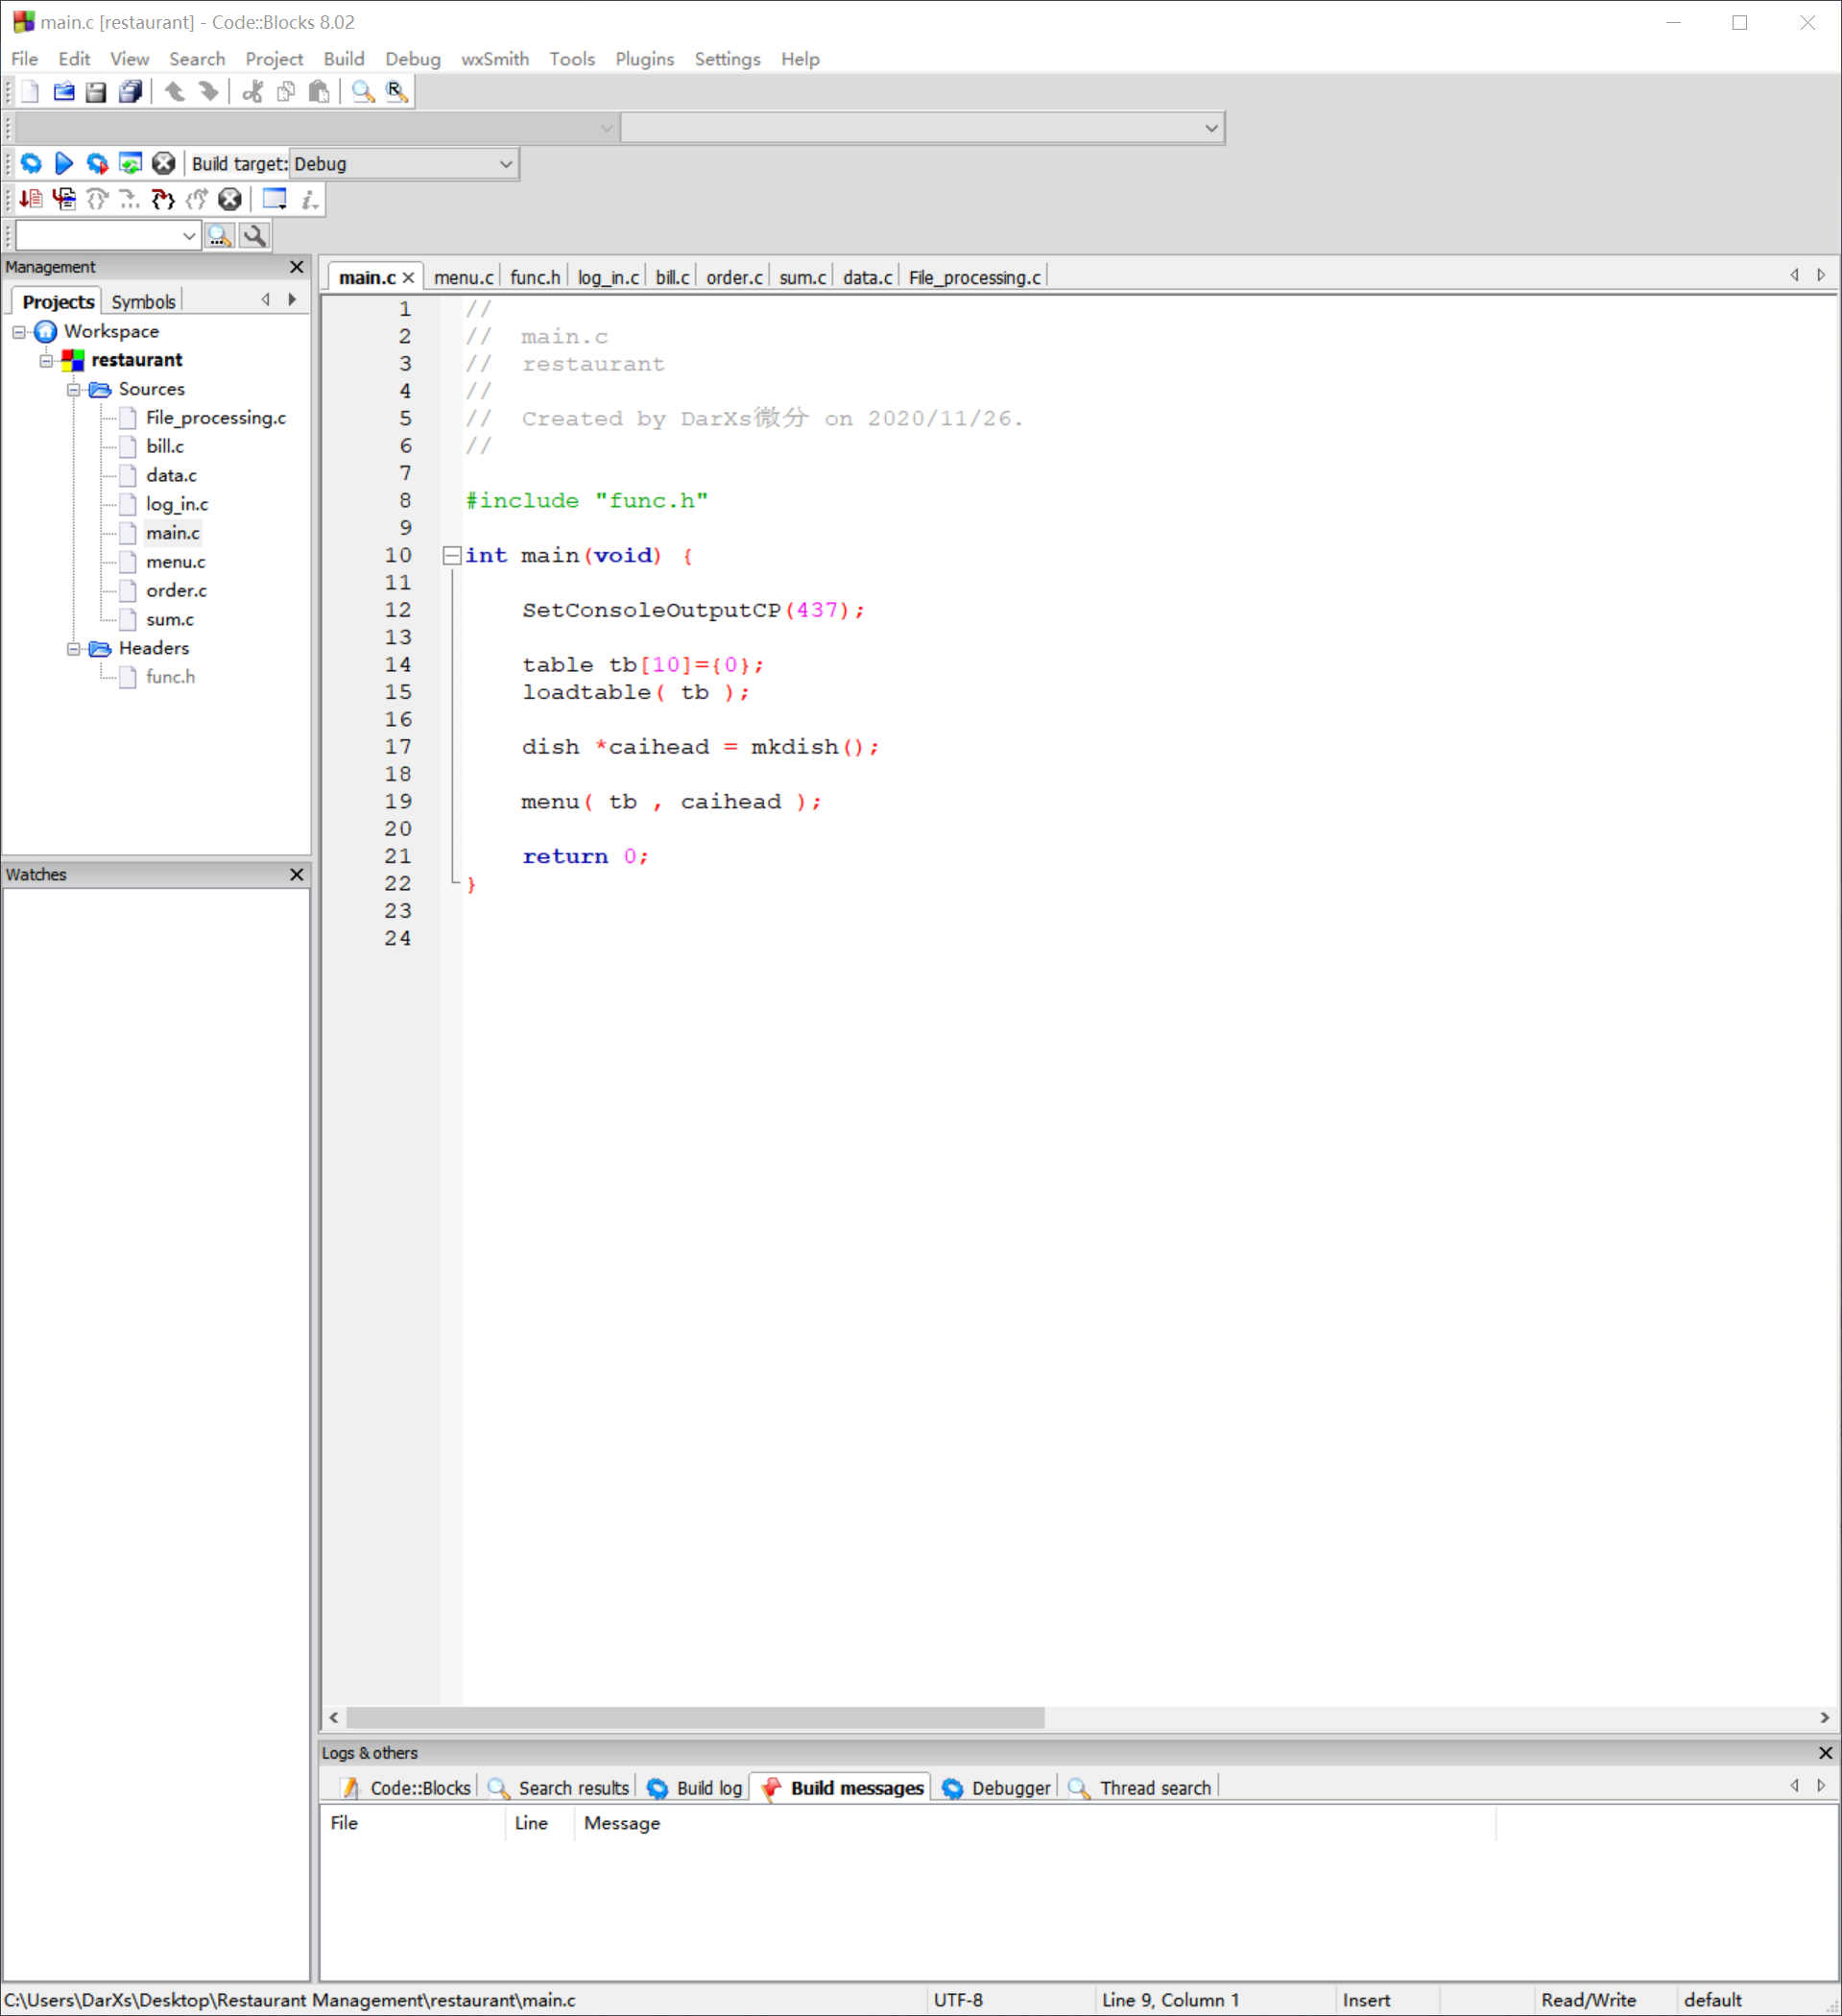 main.c [restaurant] - Code::Blocks 8.02
File Edit View Search Project Build Debug wxSmith Tools Plugins Settings Help
Build target: Debug
Management
Projects Symbols
Workspace
restaurant
Sources
File_processing.c
bill.c
data.c
log_in.c
main.c
menu.c
order.c
sum.c
Headers
func.h
Watches
main.c menu.c func.h log_in.c bill.c order.c sum.c data.c File_processing.c
1 //
2 // main.c
3 // restaurant
4 //
5 // Created by DarXs微分 on 2020/11/26.
6 //
7
8 #include "func.h"
9
10 int main(void) {
11
12 SetConsoleOutputCP(437);
13
14 table tb[10]={0};
15 loadtable( tb );
16
17 dish *caihead = mkdish();
18
19 menu( tb , caihead );
20
21 return 0;
22 }
23
24
Logs & others
Code::Blocks Search results Build log Build messages Debugger Thread search
File Line Message
C:\Users\DarXs\Desktop\Restaurant Management\restaurant\main.c UTF-8 Line 9, Column 1 Insert Read/Write default